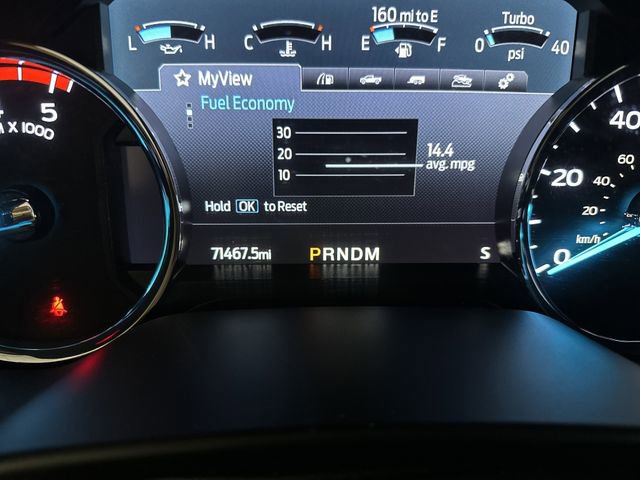 160 mi to E
Turbo
L H
C H
E F
0 40
psi
MyView
Fuel Economy
30
20
10
14.4
avg. mpg
Hold OK to Reset
71467.5mi
PRNDM
S
5
X 1000
40
20
0
60
40
20
km/h